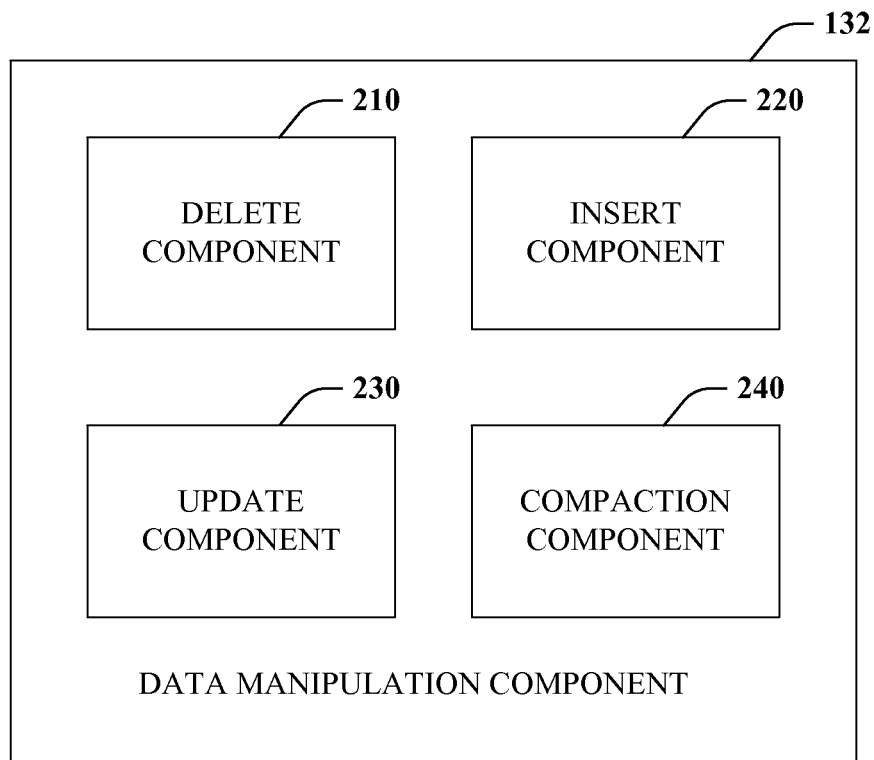 132
210
220
DELETE
COMPONENT
INSERT
COMPONENT
230
240
UPDATE
COMPONENT
COMPACTION
COMPONENT
DATA MANIPULATION COMPONENT